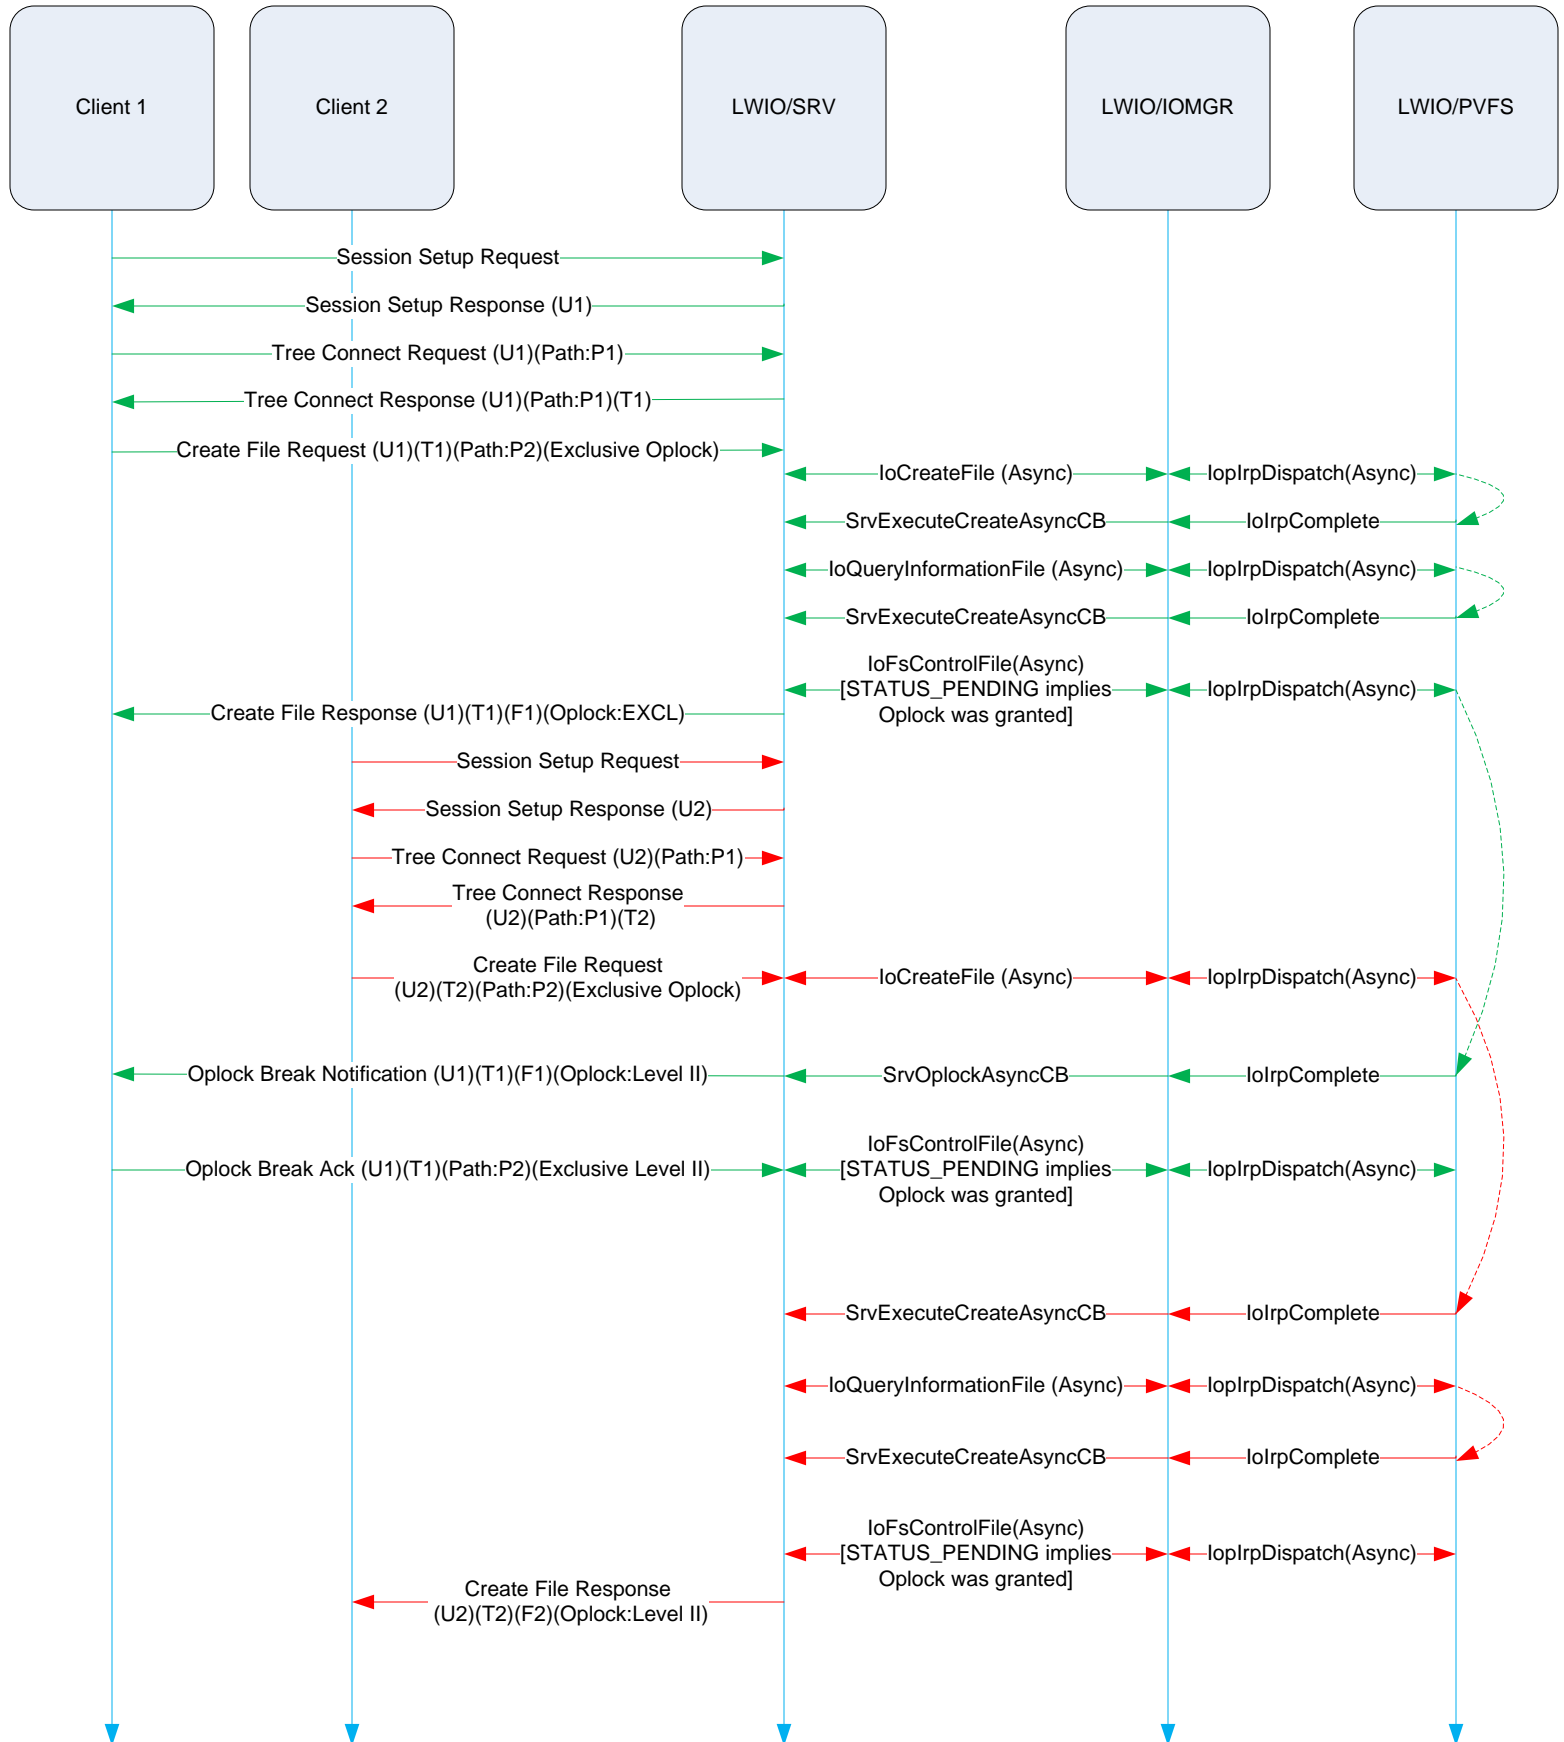 Client 1
Client 2
LWIO/SRV
LWIO/IOMGR
LWIO/PVFS
Session Setup Request
Session Setup Response (U1)
Tree Connect Request (U1)(Path:P1)
Tree Connect Response (U1)(Path:P1)(T1)
Create File Request (U1)(T1)(Path:P2)(Exclusive Oplock)
IoCreateFile (Async)
IopIrpDispatch(Async)
SrvExecuteCreateAsyncCB
IoIrpComplete
IoQueryInformationFile (Async)
IopIrpDispatch(Async)
SrvExecuteCreateAsyncCB
IoIrpComplete
IoFsControlFile(Async)
[STATUS_PENDING implies
Oplock was granted]
IopIrpDispatch(Async)
Create File Response (U1)(T1)(F1)(Oplock:EXCL)
Session Setup Request
Session Setup Response (U2)
Tree Connect Request (U2)(Path:P1)
Tree Connect Response
(U2)(Path:P1)(T2)
Create File Request
(U2)(T2)(Path:P2)(Exclusive Oplock)
IoCreateFile (Async)
IopIrpDispatch(Async)
Oplock Break Notification (U1)(T1)(F1)(Oplock:Level II)
SrvOplockAsyncCB
IoIrpComplete
Oplock Break Ack (U1)(T1)(Path:P2)(Exclusive Level II)
IoFsControlFile(Async)
[STATUS_PENDING implies
Oplock was granted]
IopIrpDispatch(Async)
SrvExecuteCreateAsyncCB
IoIrpComplete
IoQueryInformationFile (Async)
IopIrpDispatch(Async)
SrvExecuteCreateAsyncCB
IoIrpComplete
IoFsControlFile(Async)
[STATUS_PENDING implies
Oplock was granted]
IopIrpDispatch(Async)
Create File Response
(U2)(T2)(F2)(Oplock:Level II)